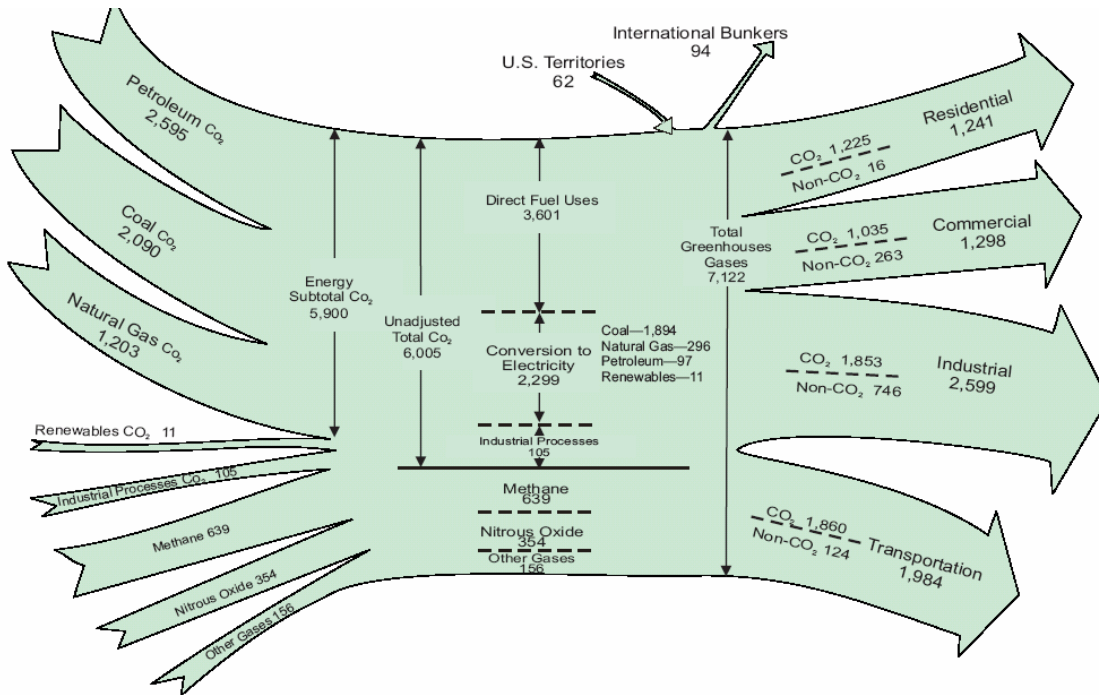 International Bunkers
94
U.S. Territories
62
Petroleum Co₂
2,595
Coal Co₂
2,090
Natural Gas Co₂
1,203
Renewables CO₂ 11
Industrial Processes Co₂ 105
Methane 639
Nitrous Oxide 354
Other Gases 156
Energy
Subtotal Co₂
5,900
Unadjusted
Total Co₂
6,005
Direct Fuel Uses
3,601
Conversion to
Electricity
2,299
Coal—1,894
Natural Gas—296
Petroleum—97
Renewables—11
Industrial Processes
105
Methane
639
Nitrous Oxide
354
Other Gases
156
Total
Greenhouses
Gases
7,122
CO₂ 1,225
Non-CO₂ 16
Residential
1,241
CO₂ 1,035
Non-CO₂ 263
Commercial
1,298
CO₂ 1,853
Non-CO₂ 746
Industrial
2,599
CO₂ 1,860
Non-CO₂ 124
Transportation
1,984